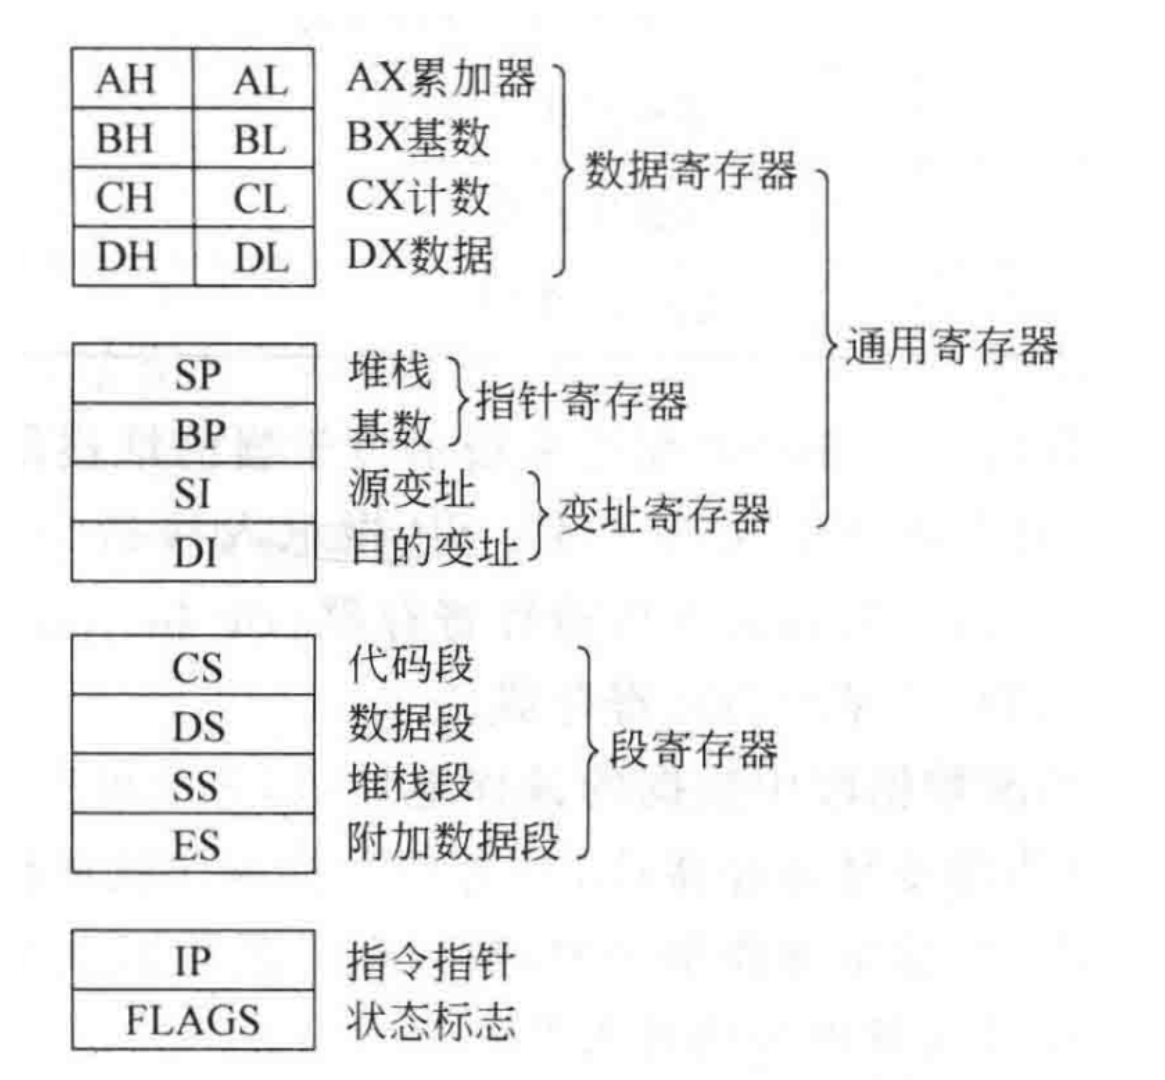 AH AL AX累加器
BH BL BX基数
CH CL CX计数
DH DL DX数据
数据寄存器
SP 堆栈
BP 基数
指针寄存器
SI 源变址
DI 目的变址
变址寄存器
通用寄存器
CS 代码段
DS 数据段
SS 堆栈段
ES 附加数据段
段寄存器
IP 指令指针
FLAGS 状态标志